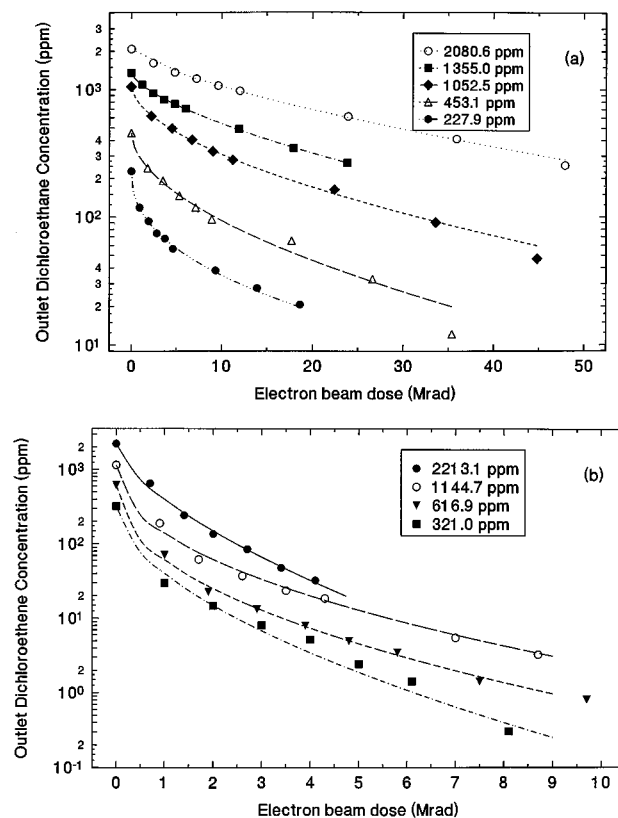 (a)
2080.6 ppm
1355.0 ppm
1052.5 ppm
453.1 ppm
227.9 ppm
Outlet Dichloroethane Concentration (ppm)
2
10³
4
3
2
10²
4
3
2
10¹
0 10 20 30 40 50
Electron beam dose (Mrad)
(b)
2213.1 ppm
1144.7 ppm
616.9 ppm
321.0 ppm
Outlet Dichloroethene Concentration (ppm)
2
10³
2
10²
2
10¹
2
10⁰
2
10⁻¹
0 1 2 3 4 5 6 7 8 9 10
Electron beam dose (Mrad)